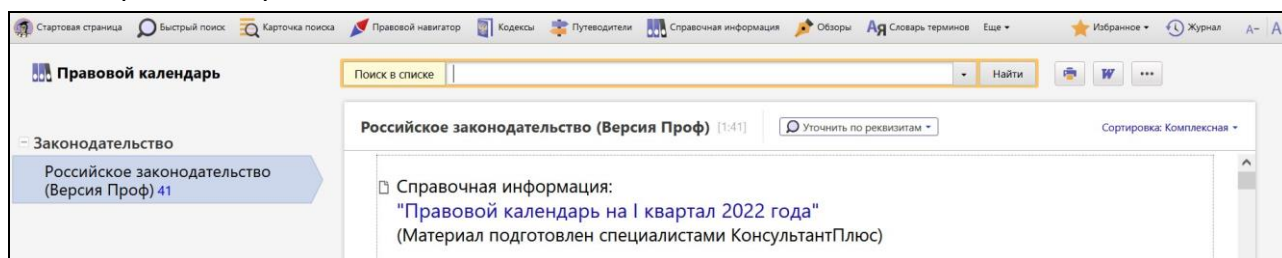 Стартовая страница Быстрый поиск Карточка поиска Правовой навигатор Кодексы Путеводители Справочная информация Обзоры Словарь терминов Еще Избранное Журнал А- А
Правовой календарь Поиск в списке Найти
Российское законодательство (Версия Проф) [1:41] Уточнить по реквизитам Сортировка: Комплексная
Законодательство
Российское законодательство
(Версия Проф) 41
Справочная информация:
"Правовой календарь на I квартал 2022 года"
(Материал подготовлен специалистами КонсультантПлюс)